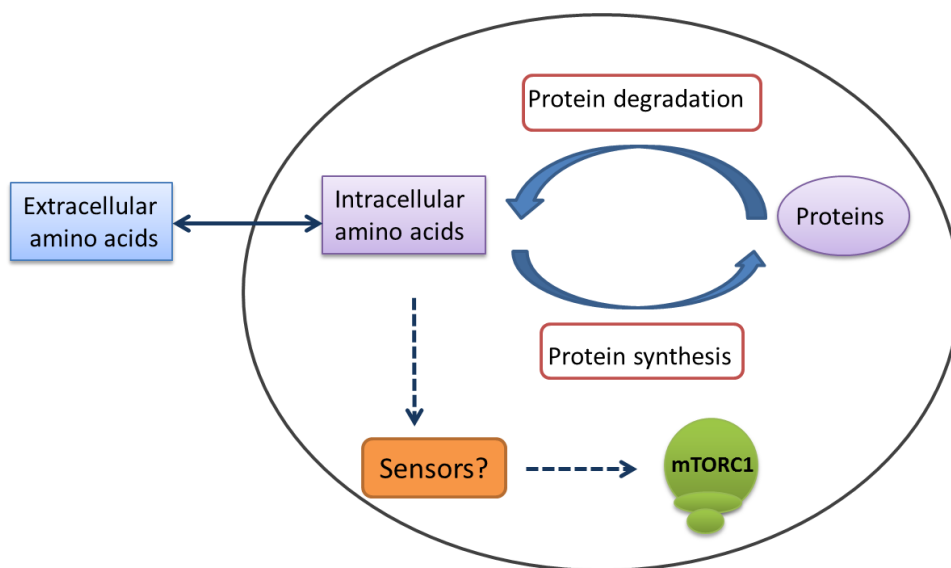 Protein degradation
Extracellular
amino acids
Intracellular
amino acids
Proteins
Protein synthesis
Sensors?
mTORC1